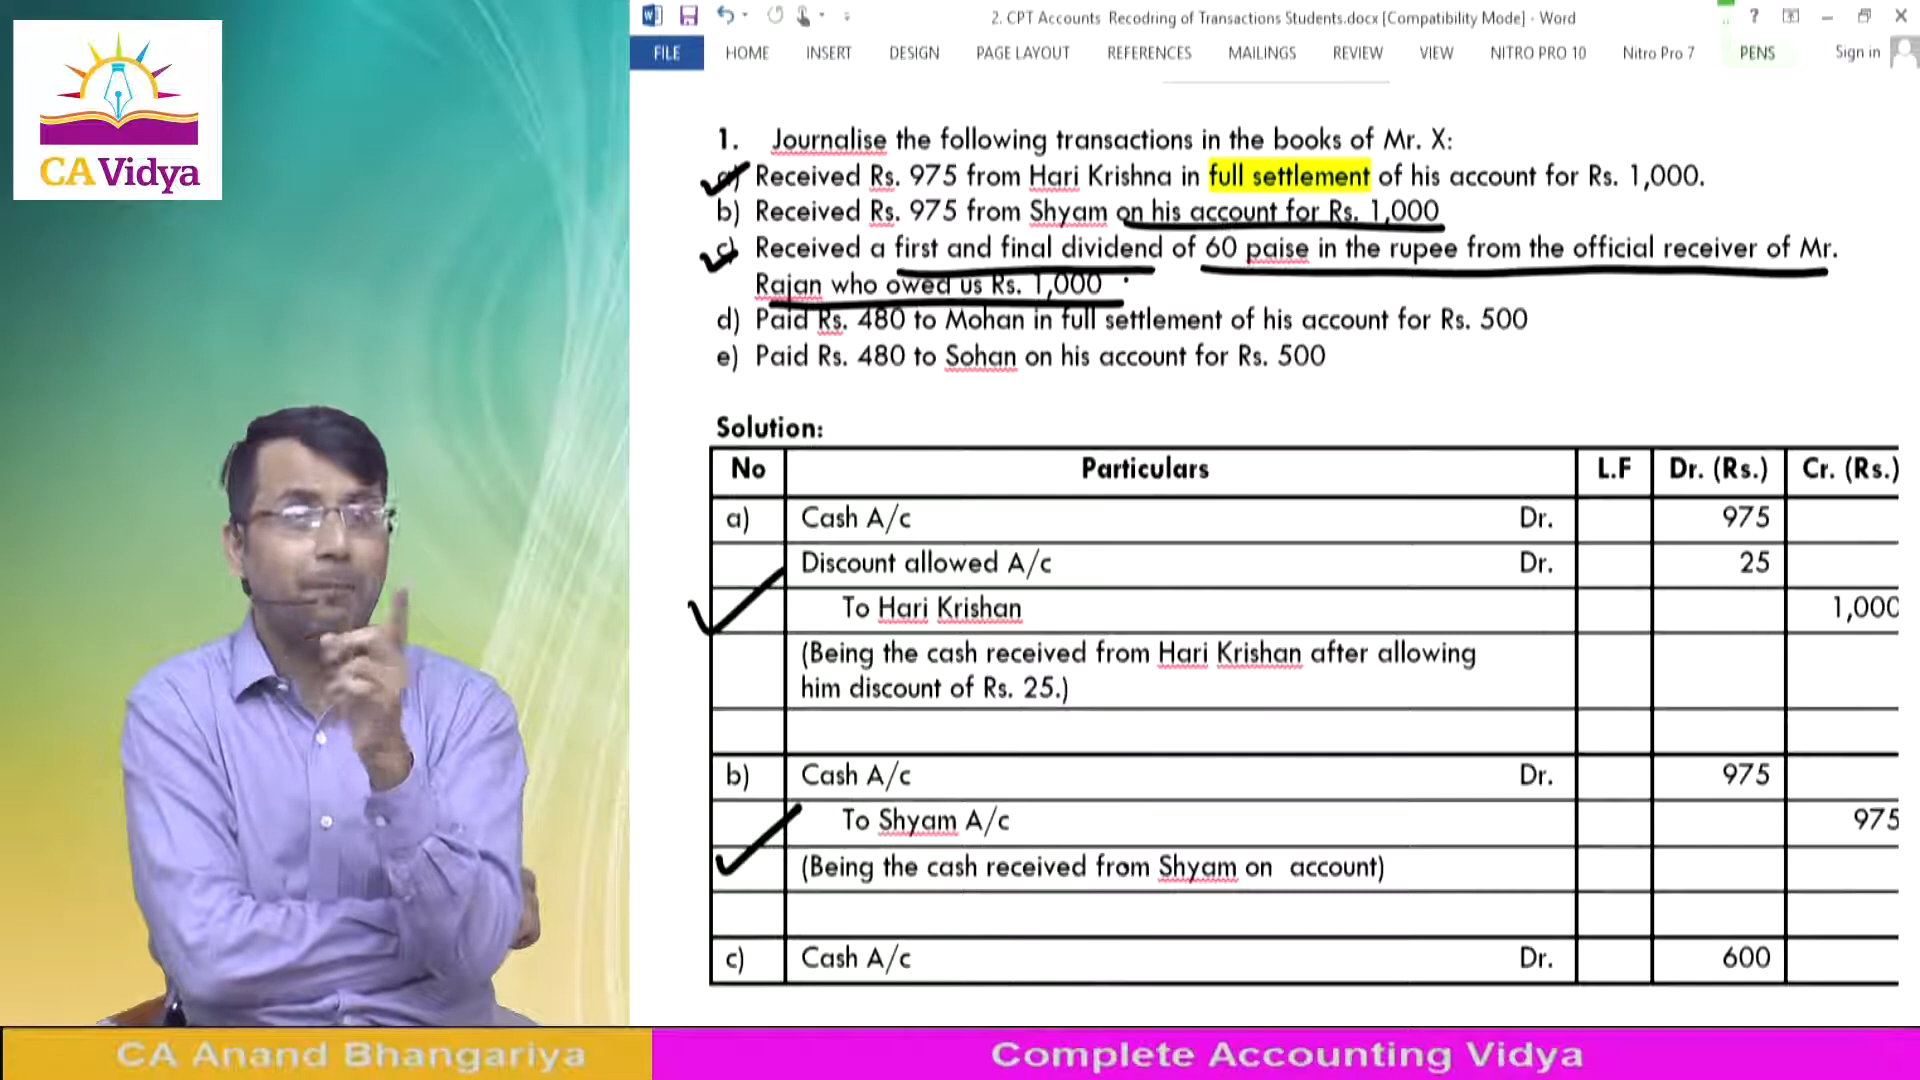 2. CPT Accounts Recodring of Transactions Students.docx [Compatibility Mode] - Word
FILE HOME INSERT DESIGN PAGE LAYOUT REFERENCES MAILINGS REVIEW VIEW NITRO PRO 10 Nitro Pro 7 PENS Sign in
CA Vidya
1. Journalise the following transactions in the books of Mr. X:
a) Received Rs. 975 from Hari Krishna in full settlement of his account for Rs. 1,000.
b) Received Rs. 975 from Shyam on his account for Rs. 1,000
c) Received a first and final dividend of 60 paise in the rupee from the official receiver of Mr.
Rajan who owed us Rs. 1,000
d) Paid Rs. 480 to Mohan in full settlement of his account for Rs. 500
e) Paid Rs. 480 to Sohan on his account for Rs. 500
Solution:
No Particulars L.F Dr. (Rs.) Cr. (Rs.)
a) Cash A/c Dr. 975
Discount allowed A/c Dr. 25
To Hari Krishan 1,000
(Being the cash received from Hari Krishan after allowing
him discount of Rs. 25.)
b) Cash A/c Dr. 975
To Shyam A/c 975
(Being the cash received from Shyam on account)
c) Cash A/c Dr. 600
CA Anand Bhangariya
Complete Accounting Vidya